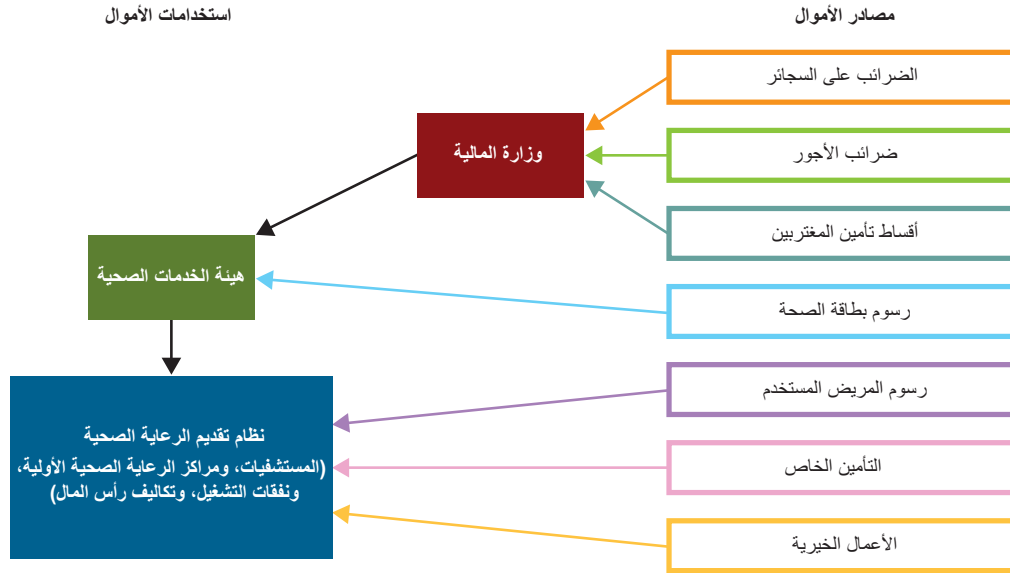 مصادر الأموال
استخدامات الأموال
الضرائب على السجائر
ضرائب الأجور
أقساط تأمين المغتربين
رسوم بطاقة الصحة
رسوم المريض المستخدم
التأمين الخاص
الأعمال الخيرية
وزارة المالية
هيئة الخدمات الصحية
نظام تقديم الرعاية الصحية
(المستشفيات، ومراكز الرعاية الصحية الأولية،
ونفقات التشغيل، وتكاليف رأس المال)